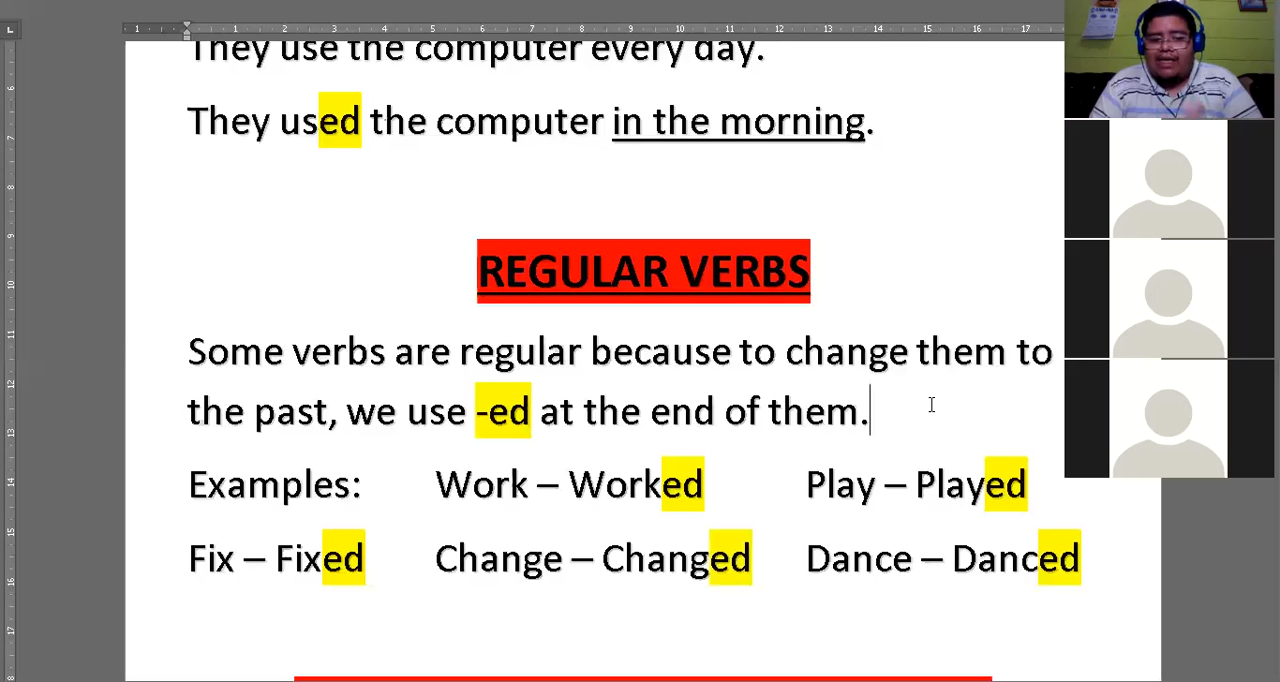 They use the computer every day.
They used the computer in the morning.
REGULAR VERBS
Some verbs are regular because to change them to
the past, we use -ed at the end of them.
Examples: Work – Worked Play – Played
Fix – Fixed Change – Changed Dance – Danced